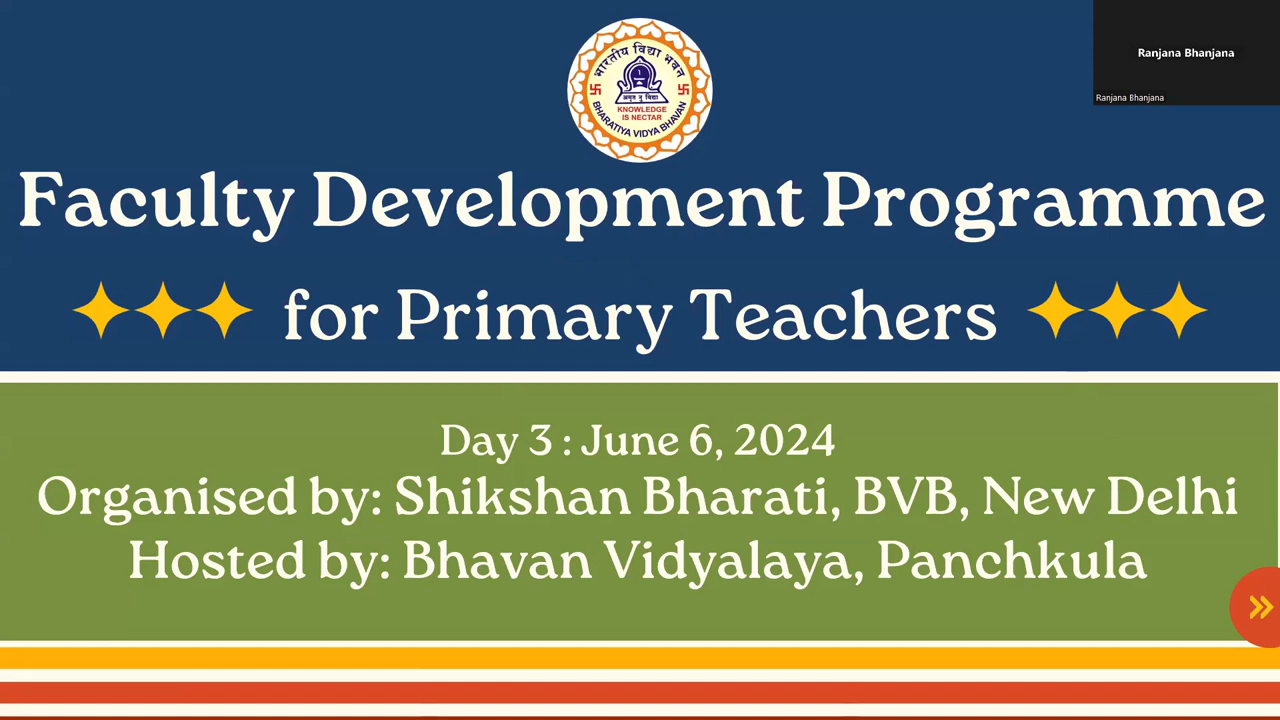 भारतीय विद्या भवन
अमृतं तु विद्या
KNOWLEDGE
IS NECTAR
BHARATIYA VIDYA BHAVAN
Ranjana Bhanjana
Ranjana Bhanjana
Faculty Development Programme
for Primary Teachers
Day 3 : June 6, 2024
Organised by: Shikshan Bharati, BVB, New Delhi
Hosted by: Bhavan Vidyalaya, Panchkula